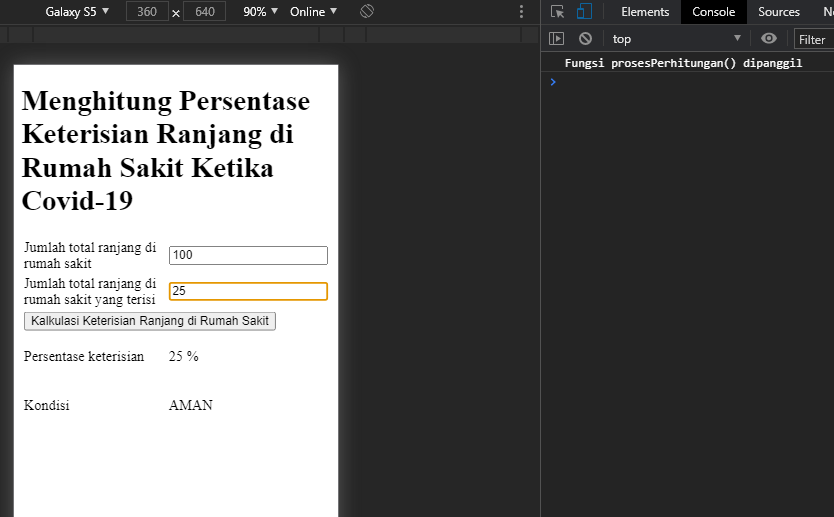 Galaxy S5 ▼ 360 × 640 90% ▼ Online ▼
Elements Console Sources
top ▼ Filter
Fungsi prosesPerhitungan() dipanggil
Menghitung Persentase
Keterisian Ranjang di
Rumah Sakit Ketika
Covid-19
Jumlah total ranjang di
rumah sakit
100
Jumlah total ranjang di
rumah sakit yang terisi
25
Kalkulasi Keterisian Ranjang di Rumah Sakit
Persentase keterisian 25 %
Kondisi AMAN